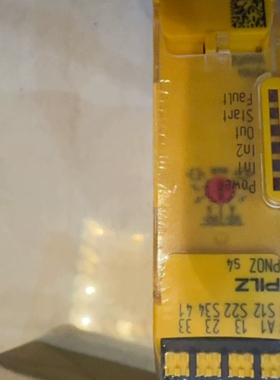 A1 13 23 33
S12 S22 S34 41
PILZ
PNOZ s4
Power
In1
In2
Out
Start
Fault